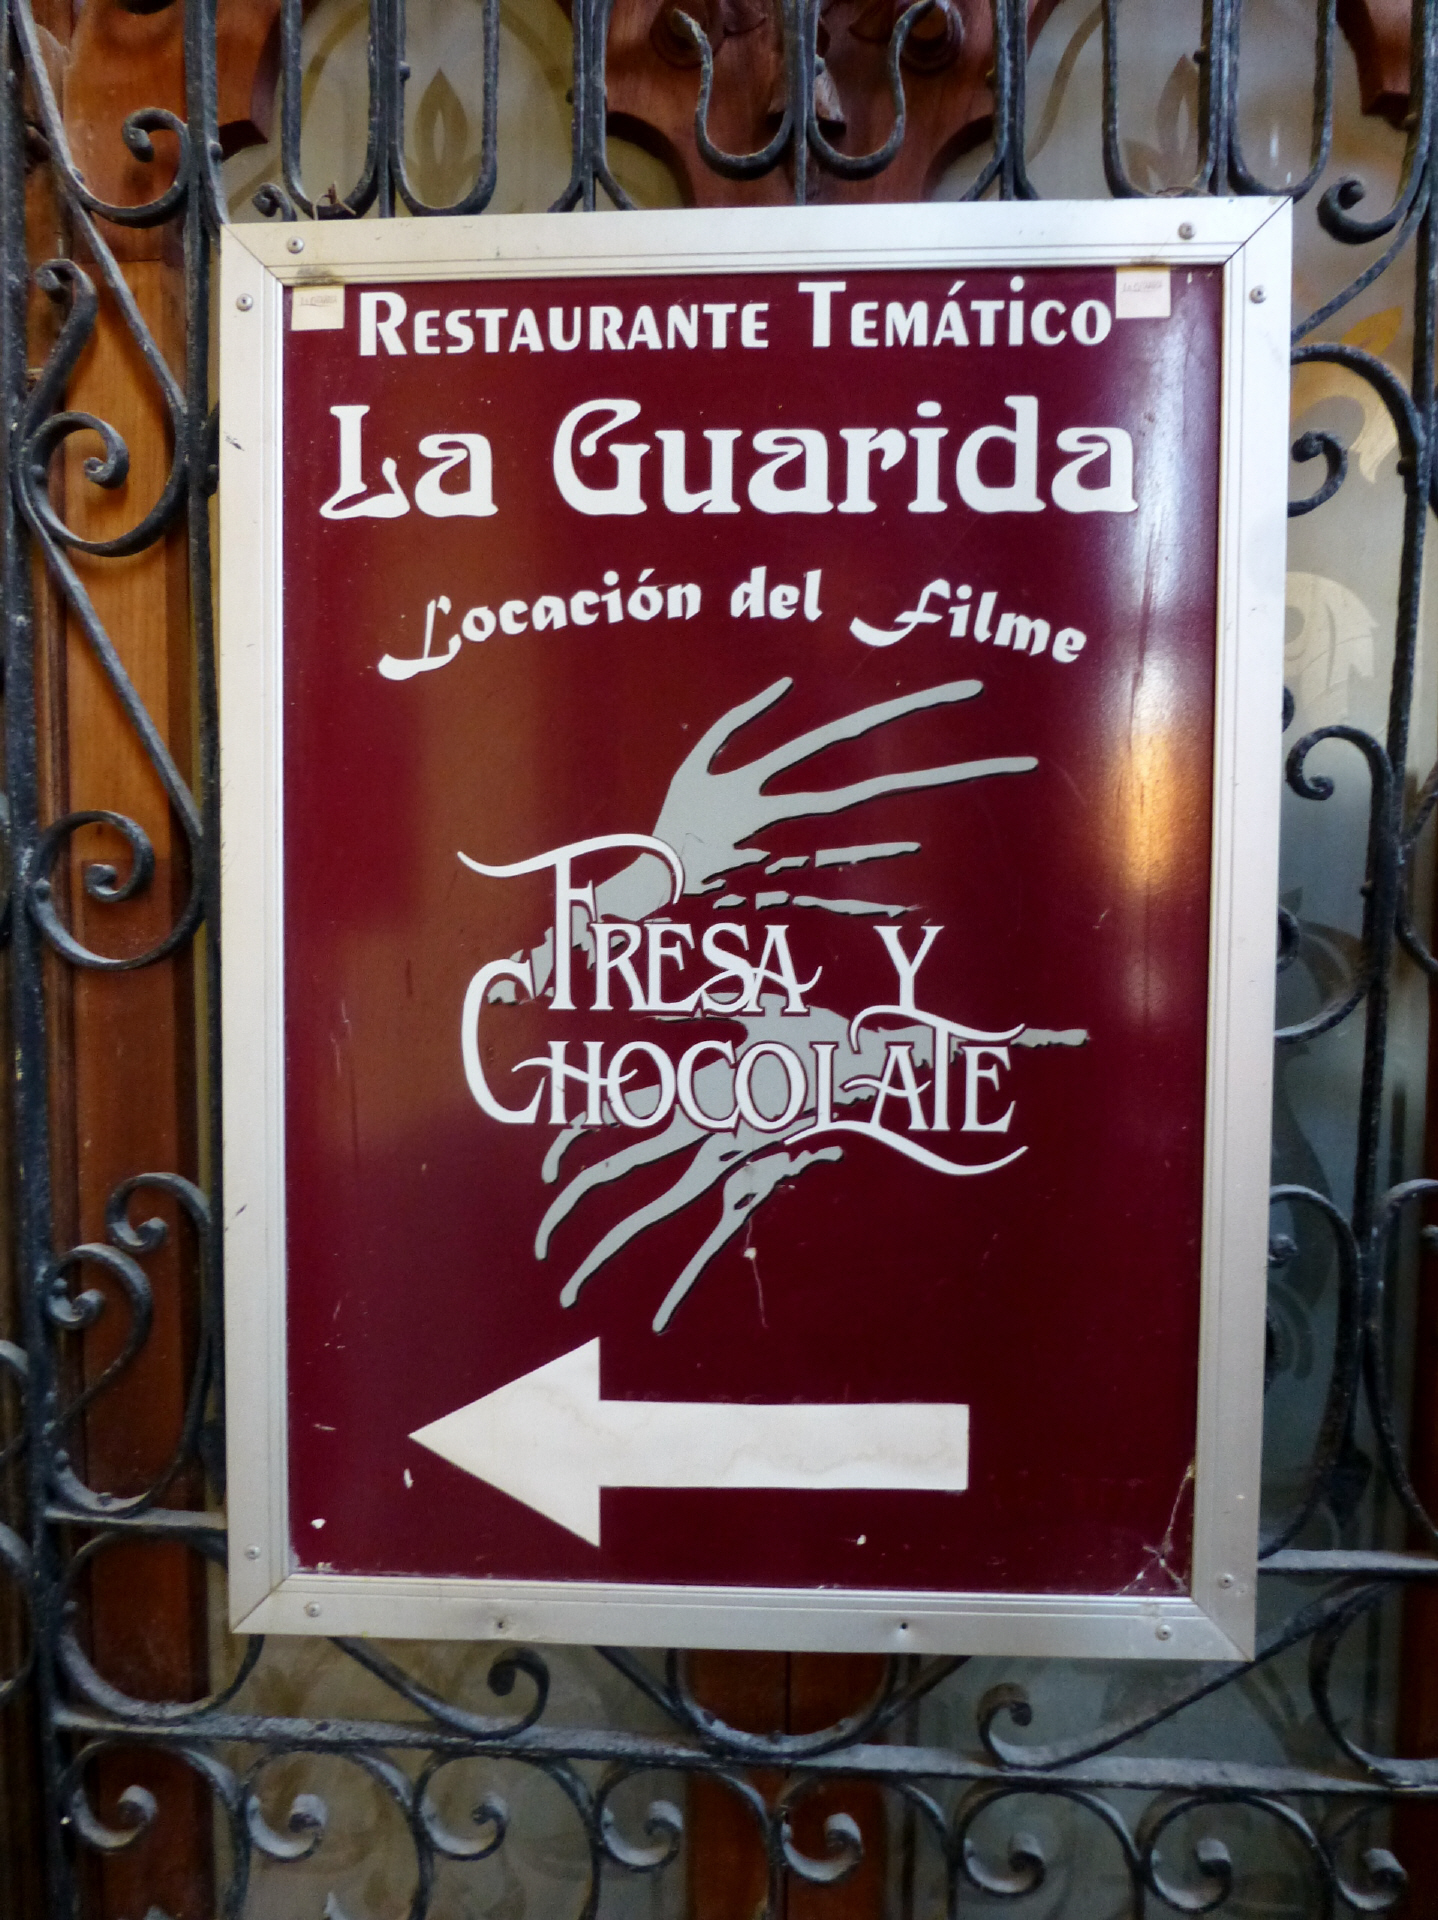 Restaurante Temático
La Guarida
Locación del Filme
Fresa y
Chocolate